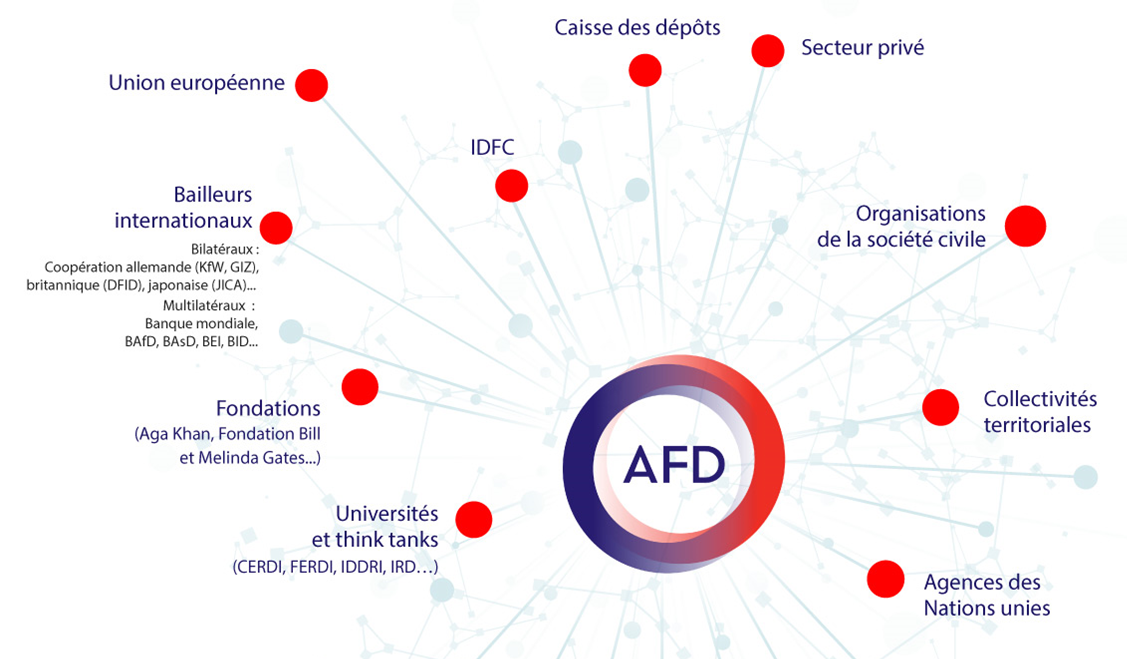 Caisse des dépôts
Secteur privé
Union européenne
IDFC
Bailleurs
internationaux
Bilatéraux :
Coopération allemande (KfW, GIZ),
britannique (DFID), japonaise (JICA)...
Multilatéraux :
Banque mondiale,
BAfD, BAsD, BEI, BID...
Organisations
de la société civile
Fondations
(Aga Khan, Fondation Bill
et Melinda Gates...)
Collectivités
territoriales
AFD
Universités
et think tanks
(CERDI, FERDI, IDDRI, IRD...)
Agences des
Nations unies